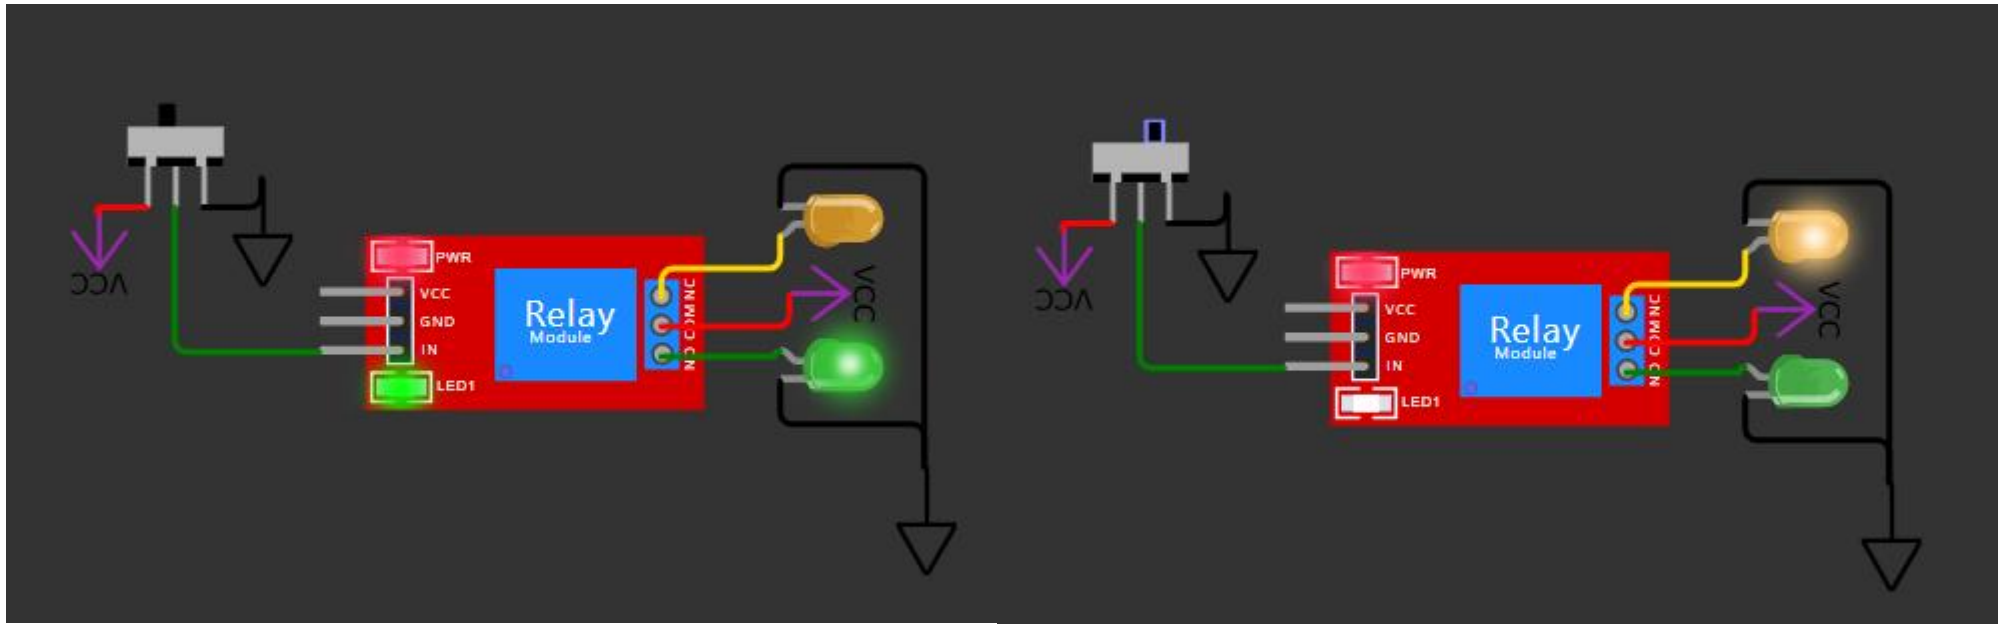 VCC
PWR
VCC
GND
IN
LED1
Relay
Module
NO COM NC
VCC
VCC
PWR
VCC
GND
IN
LED1
Relay
Module
NO COM NC
VCC